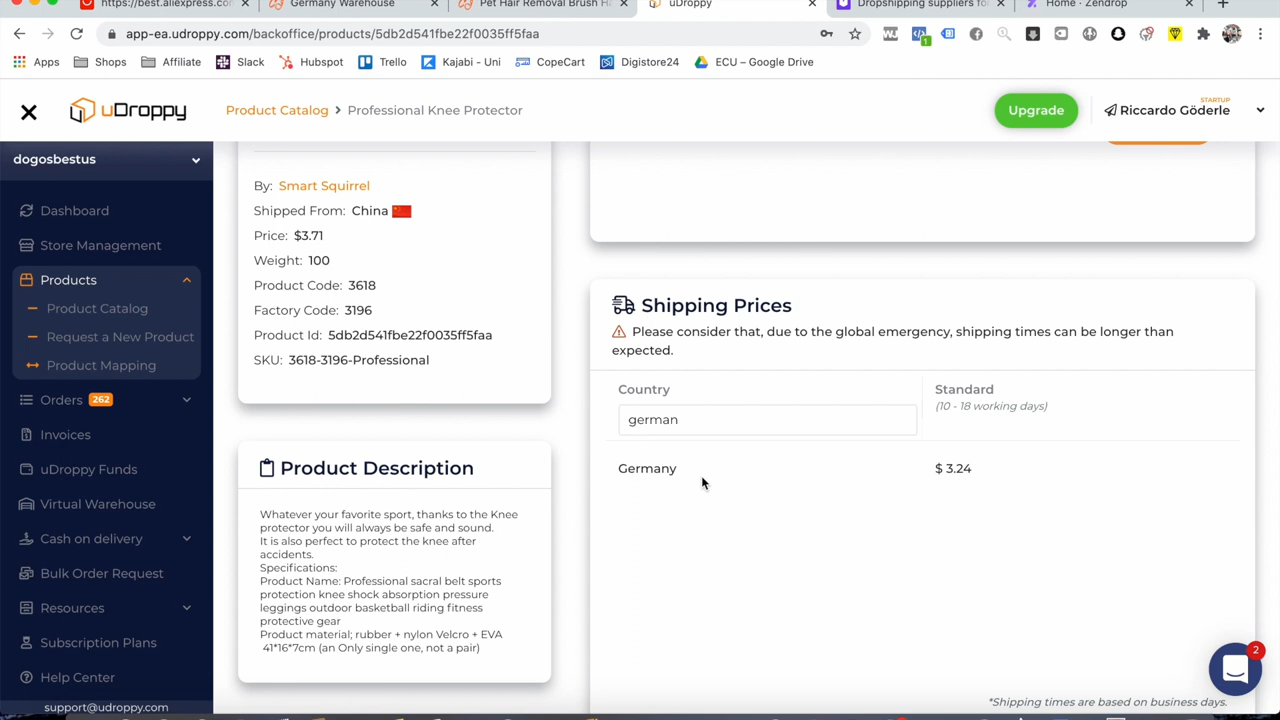 https://best.aliexpress.com
Germany Warehouse
Pet Hair Removal Brush H
uDroppy
Dropshipping suppliers fo
Home · Zendrop
app-ea.udroppy.com/backoffice/products/5db2d541fbe22f0035ff5faa
Apps
Shops
Affiliate
Slack
Hubspot
Trello
Kajabi - Uni
CopeCart
Digistore24
ECU – Google Drive
uDroppy
Product Catalog > Professional Knee Protector
Upgrade
STARTUP
Riccardo Göderle
dogosbestus
Dashboard
Store Management
Products
Product Catalog
Request a New Product
Product Mapping
Orders 262
Invoices
uDroppy Funds
Virtual Warehouse
Cash on delivery
Bulk Order Request
Resources
Subscription Plans
Help Center
support@udroppy.com
By: Smart Squirrel
Shipped From: China
Price: $3.71
Weight: 100
Product Code: 3618
Factory Code: 3196
Product Id: 5db2d541fbe22f0035ff5faa
SKU: 3618-3196-Professional
Product Description
Whatever your favorite sport, thanks to the Knee
protector you will always be safe and sound.
It is also perfect to protect the knee after
accidents.
Specifications:
Product Name: Professional sacral belt sports
protection knee shock absorption pressure
leggings outdoor basketball riding fitness
protective gear
Product material; rubber + nylon Velcro + EVA
41*16*7cm (an Only single one, not a pair)
Shipping Prices
Please consider that, due to the global emergency, shipping times can be longer than
expected.
Country
Standard
(10 - 18 working days)
german
Germany
$ 3.24
2
*Shipping times are based on business days.